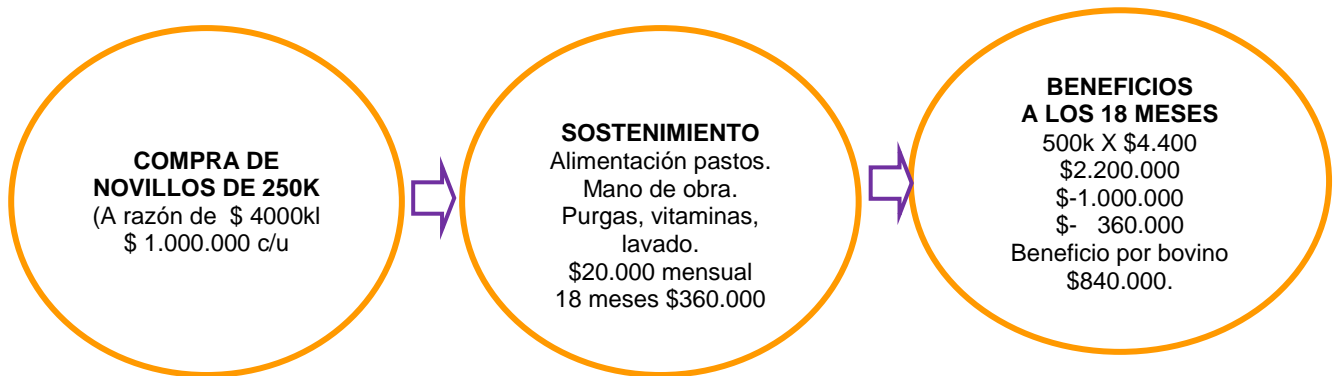 COMPRA DE
NOVILLOS DE 250K
(A razón de $ 4000kl
$ 1.000.000 c/u
SOSTENIMIENTO
Alimentación pastos.
Mano de obra.
Purgas, vitaminas,
lavado.
$20.000 mensual
18 meses $360.000
BENEFICIOS
A LOS 18 MESES
500k X $4.400
$2.200.000
$-1.000.000
$- 360.000
Beneficio por bovino
$840.000.